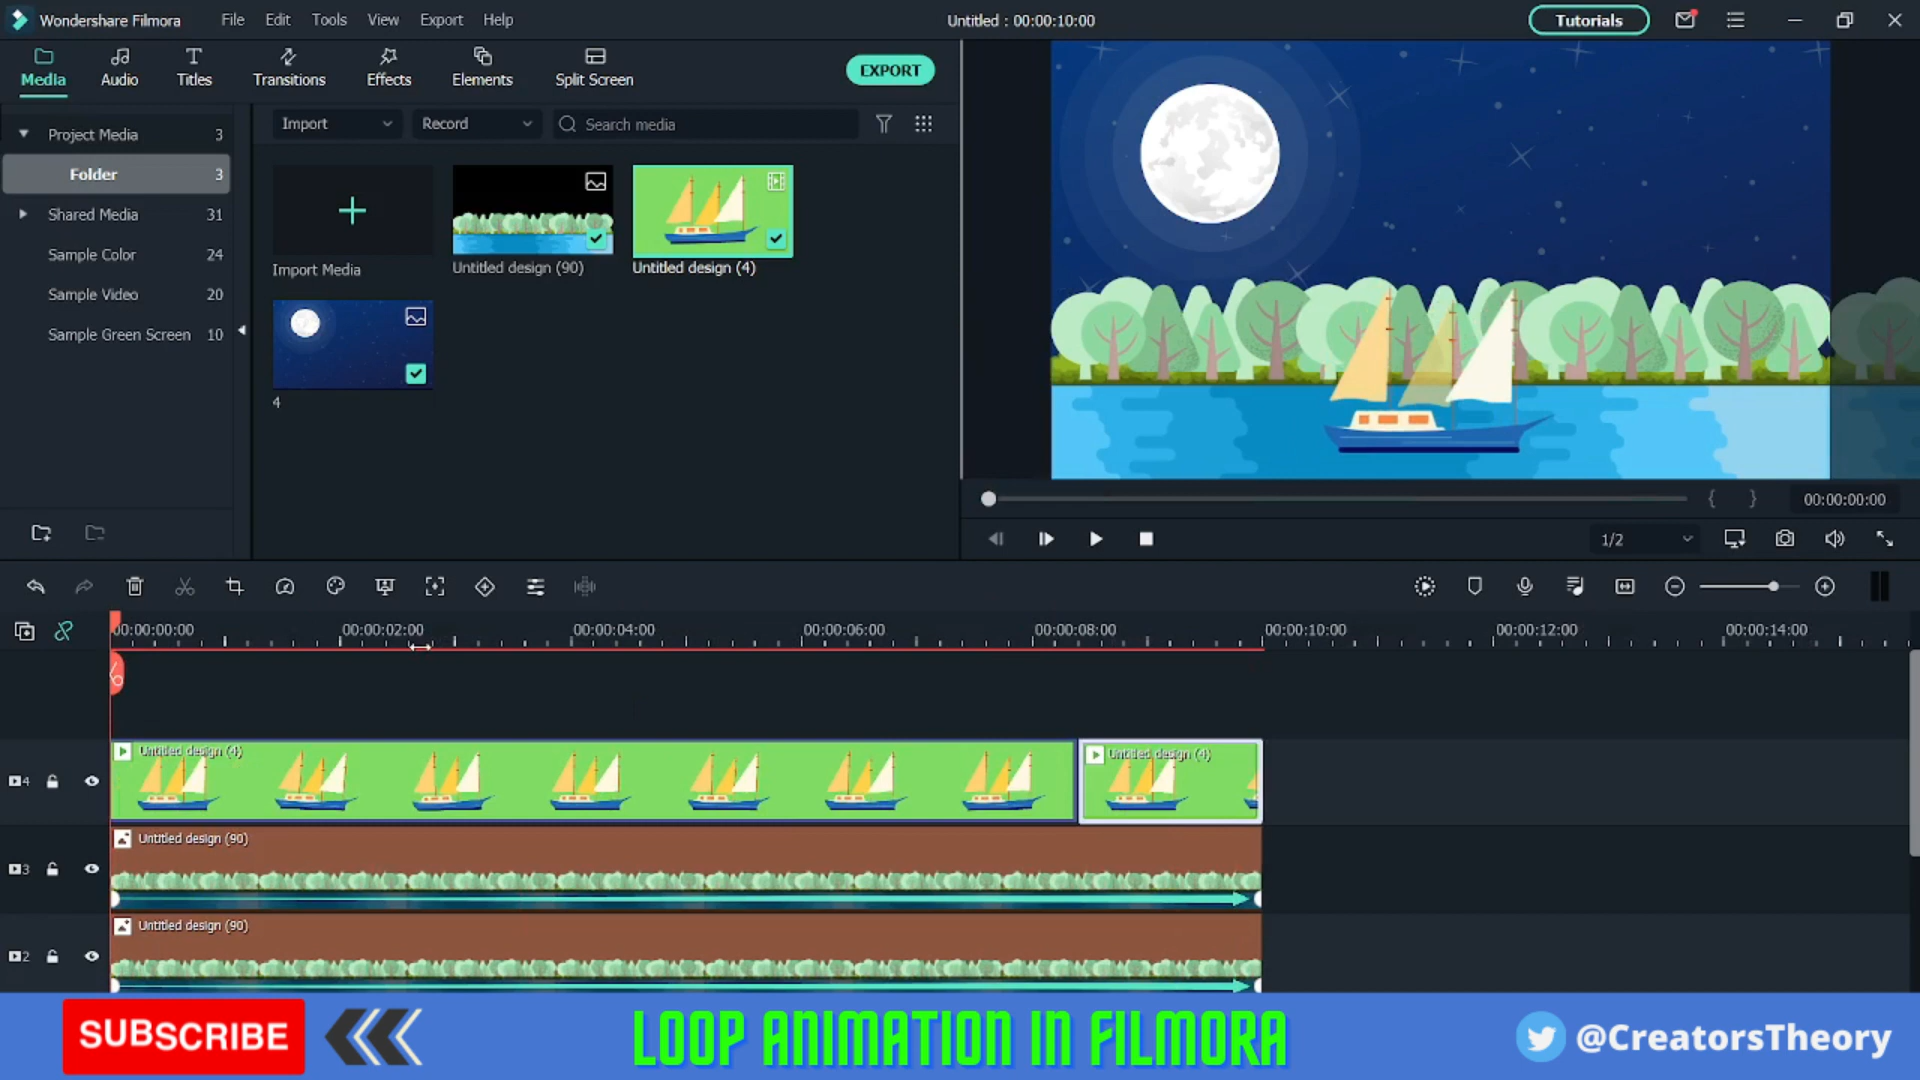 Wondershare Filmora File Edit Tools View Export Help Untitled : 00:00:10:00 Tutorials
Media Audio Titles Transitions Effects Elements Split Screen EXPORT
Project Media 3
Folder 3
Shared Media 31
Sample Color 24
Sample Video 20
Sample Green Screen 10
Import Record Search media
Import Media Untitled design (90) Untitled design (4)
4
00:00:00:00
1/2
00:00:00:00 00:00:02:00 00:00:04:00 00:00:06:00 00:00:08:00 00:00:10:00 00:00:12:00 00:00:14:00
4 Untitled design (4) Untitled design (4)
3 Untitled design (90)
2 Untitled design (90)
SUBSCRIBE LOOP ANIMATION IN FILMORA @CreatorsTheory